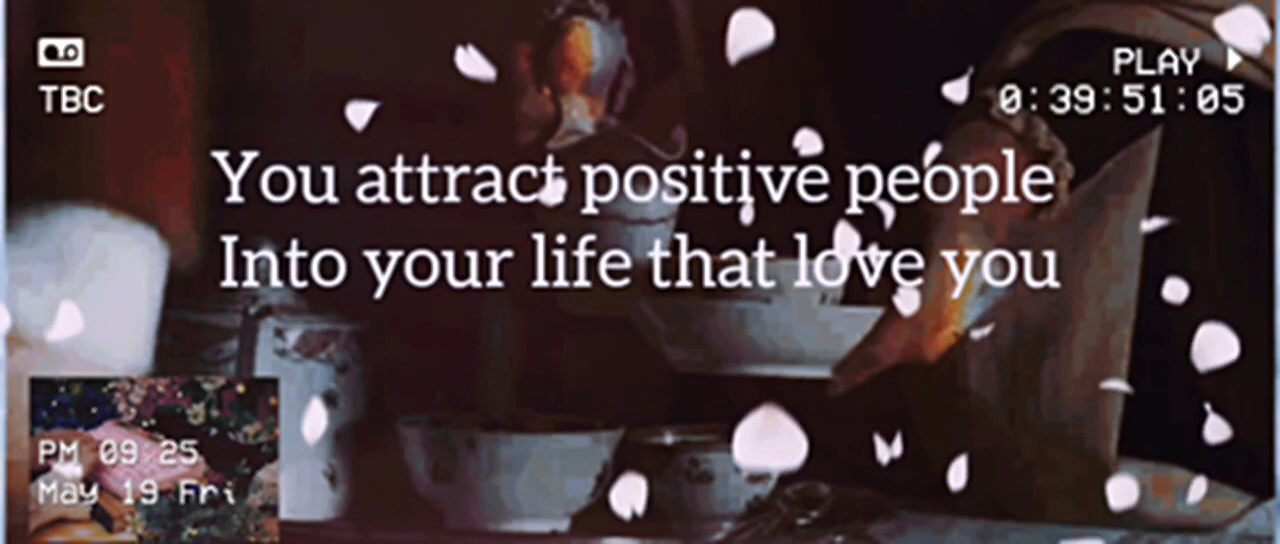 TBC
PLAY
0:39:51:05
You attract positive people
Into your life that love you
PM 09:25
May 19 Fri